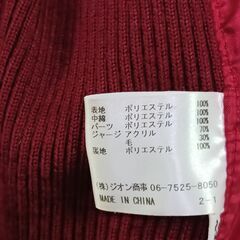 表地 ポリエステル 100%
中綿 ポリエステル 100%
パーツ ポリエステル 100%
ジャージ アクリル 70%
毛 30%
裏地 ポリエステル 100%
(株)ジオン商事 06-7525-8050
MADE IN CHINA 2-1